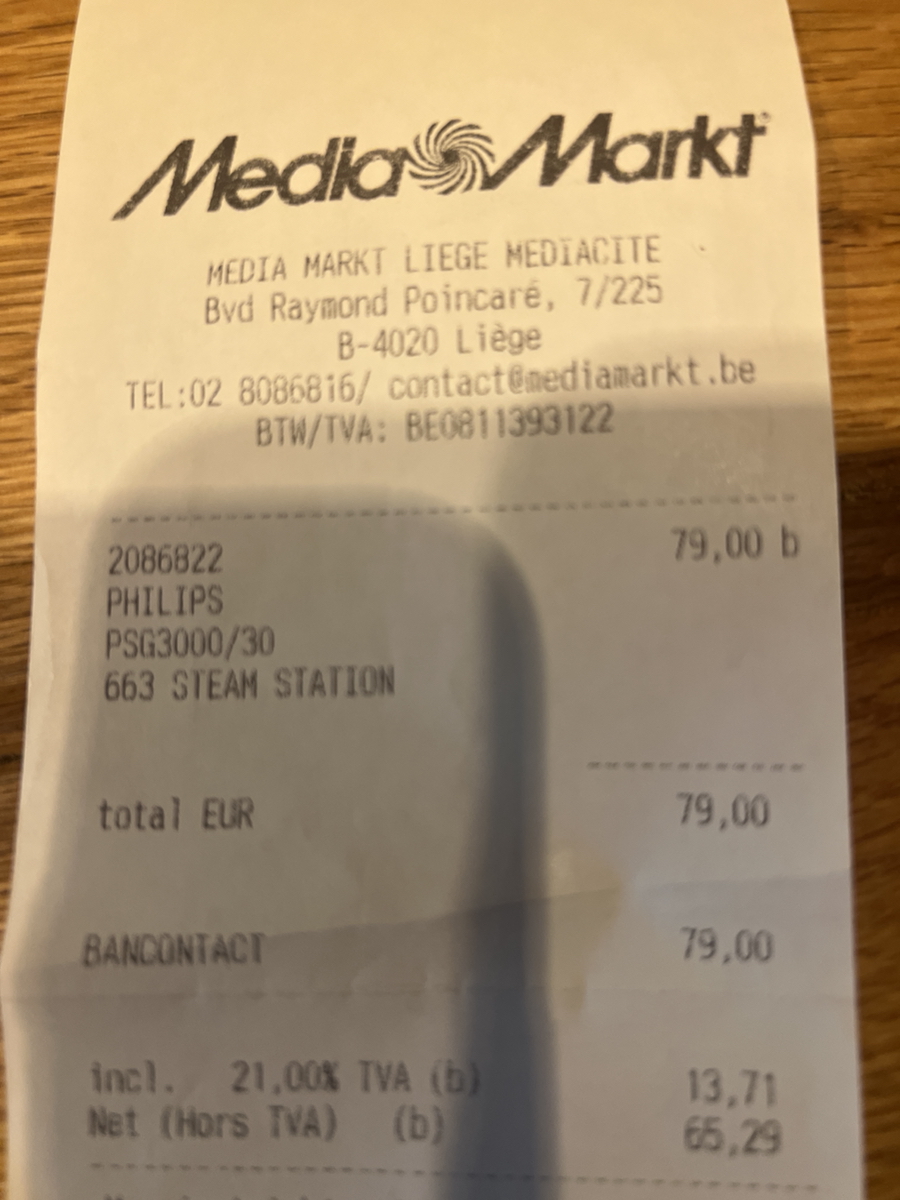 Media Markt
MEDIA MARKT LIEGE MEDIACITE
Bvd Raymond Poincaré, 7/225
B-4020 Liège
TEL:02 8086816/ contact@mediamarkt.be
BTW/TVA: BE0811393122
2086822 79,00 b
PHILIPS
PSG3000/30
663 STEAM STATION
total EUR 79,00
BANCONTACT 79,00
incl. 21,00% TVA (b) 13,71
Net (Hors TVA) (b) 65,29